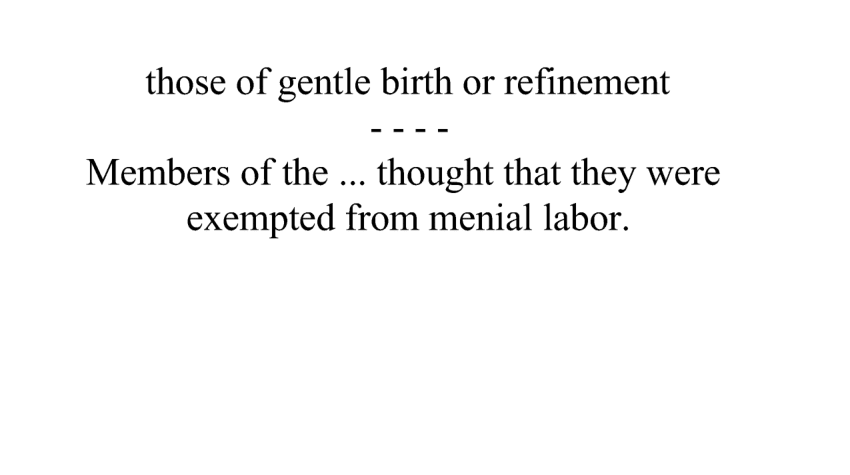 those of gentle birth or refinement
- - - -
Members of the ... thought that they were
exempted from menial labor.